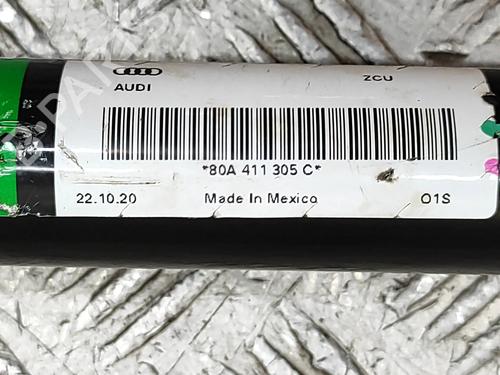 AUDI ZCU
*80A 411 305 C*
22.10.20 Made In Mexico O1S